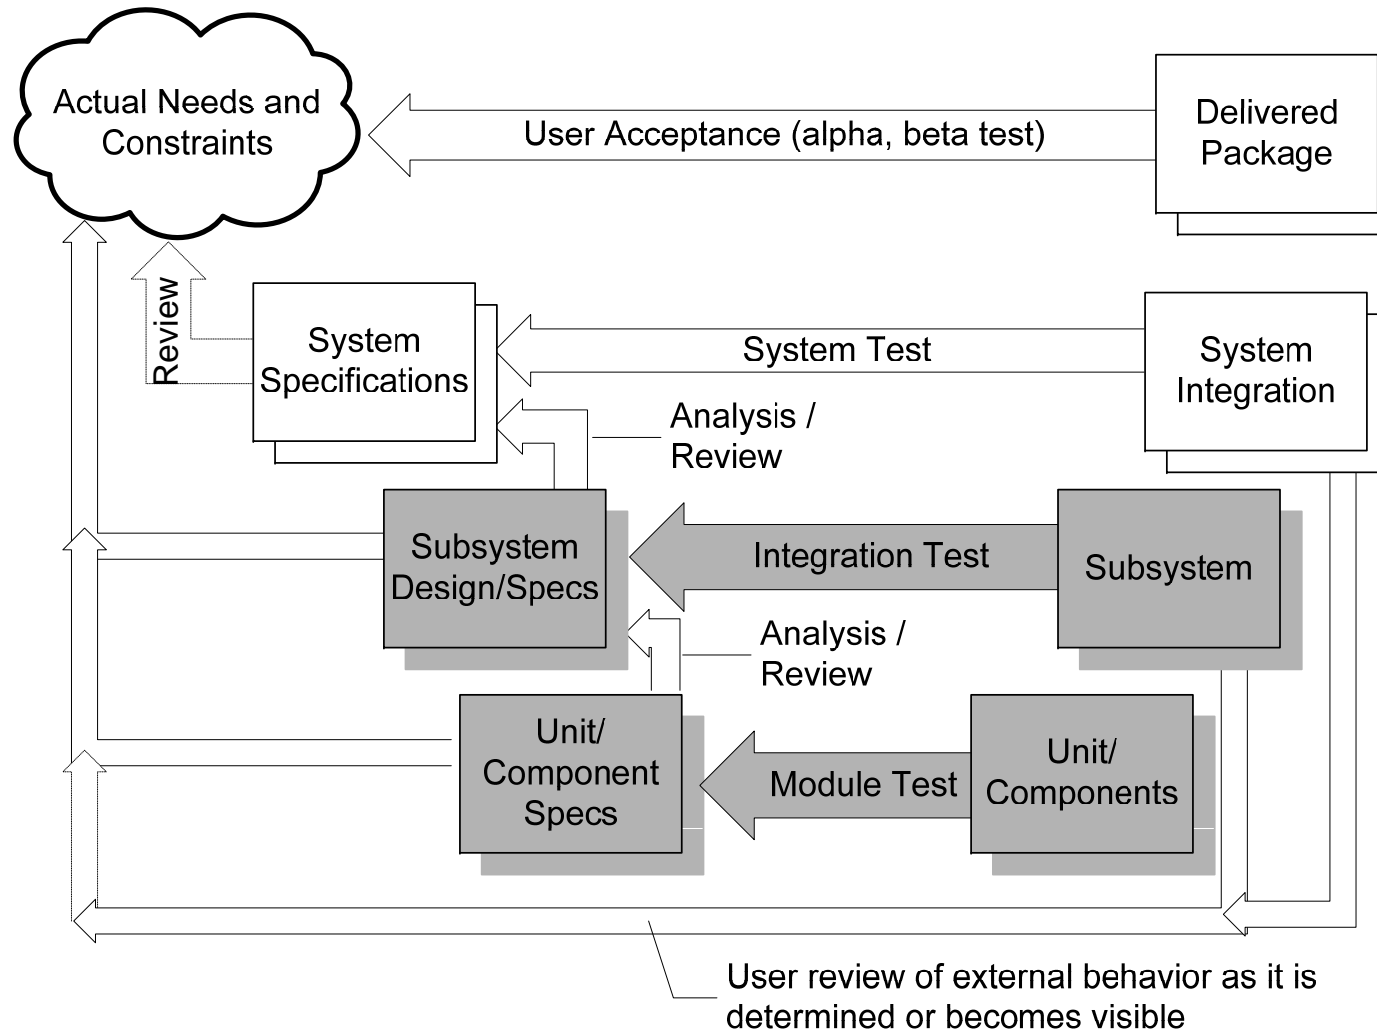 Actual Needs and
Constraints
User Acceptance (alpha, beta test)
Delivered
Package
Review
System
Specifications
System Test
System
Integration
Analysis /
Review
Subsystem
Design/Specs
Integration Test
Subsystem
Analysis /
Review
Unit/
Component
Specs
Module Test
Unit/
Components
User review of external behavior as it is
determined or becomes visible